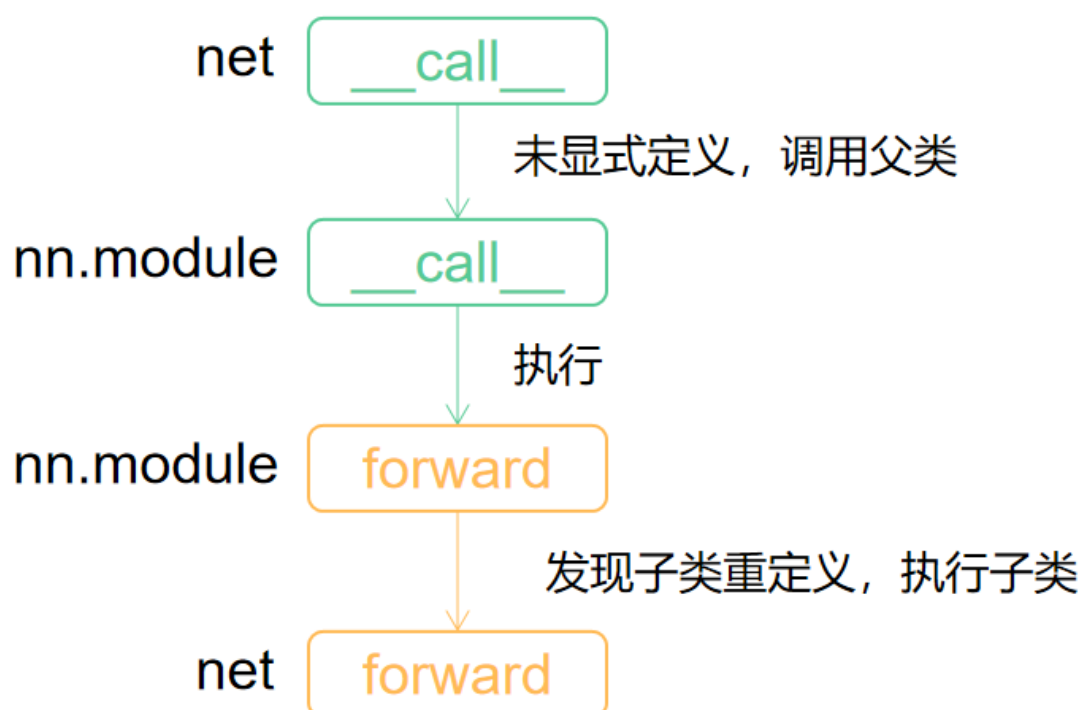 net __call__
未显式定义，调用父类
nn.module __call__
执行
nn.module forward
发现子类重定义，执行子类
net forward